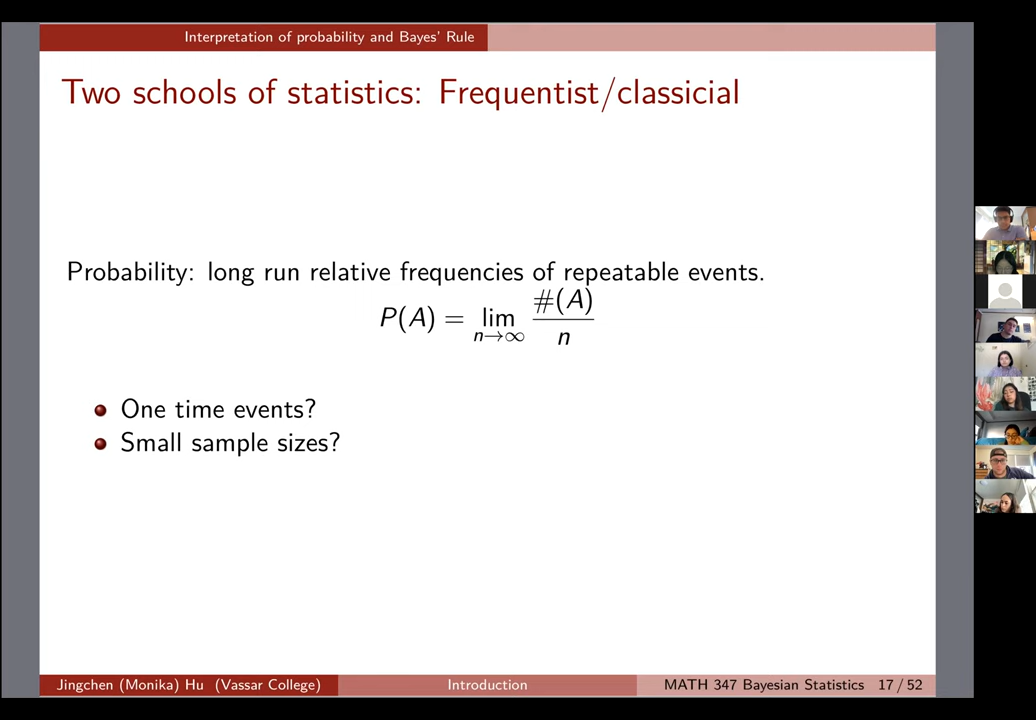 Interpretation of probability and Bayes' Rule
Two schools of statistics: Frequentist/classicial
Probability: long run relative frequencies of repeatable events.
P(A) = lim n→∞ #(A) / n
One time events?
Small sample sizes?
Jingchen (Monika) Hu (Vassar College) Introduction MATH 347 Bayesian Statistics 17 / 52